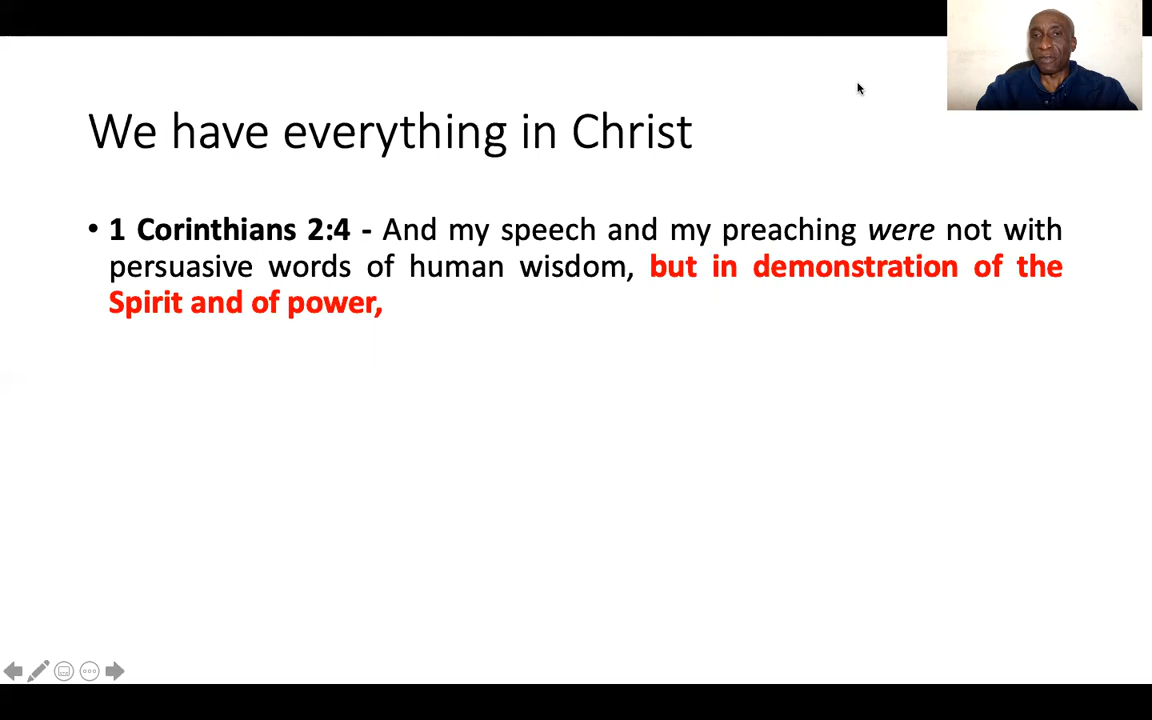 We have everything in Christ
• 1 Corinthians 2:4 - And my speech and my preaching were not with
persuasive words of human wisdom, but in demonstration of the
Spirit and of power,